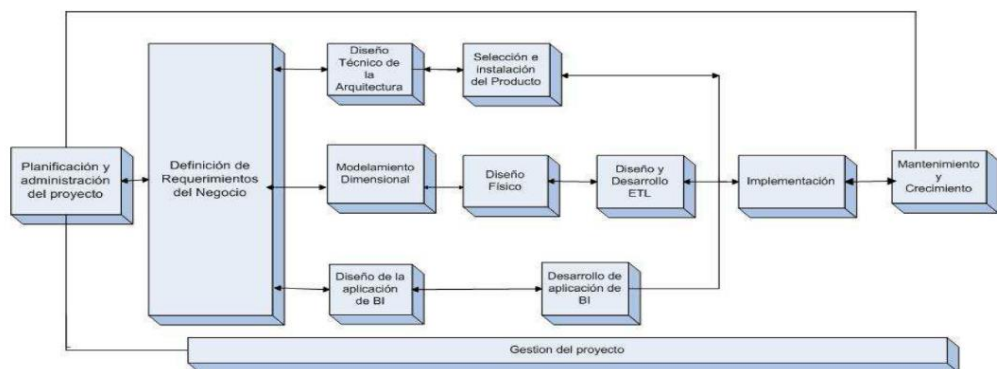 Planificación y
administración
del proyecto
Definición de
Requerimientos
del Negocio
Diseño
Técnico de
la
Arquitectura
Selección e
instalación
del Producto
Modelamiento
Dimensional
Diseño
Físico
Diseño y
Desarrollo
ETL
Implementación
Mantenimiento
y
Crecimiento
Diseño de la
aplicación
de BI
Desarrollo de
aplicación de
BI
Gestion del proyecto